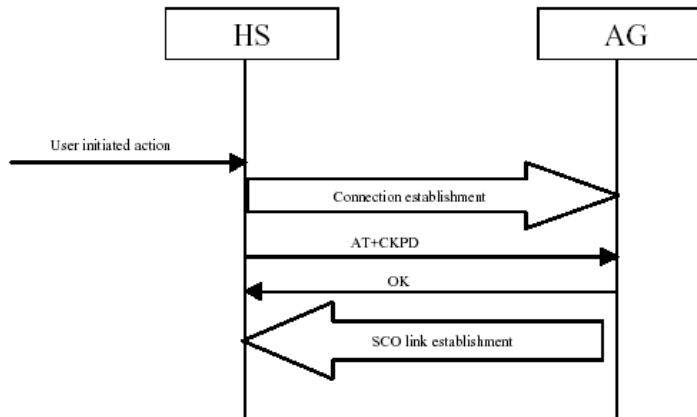 HS
AG
User initiated action
Connection establishment
AT+CKPD
OK
SCO link establishment